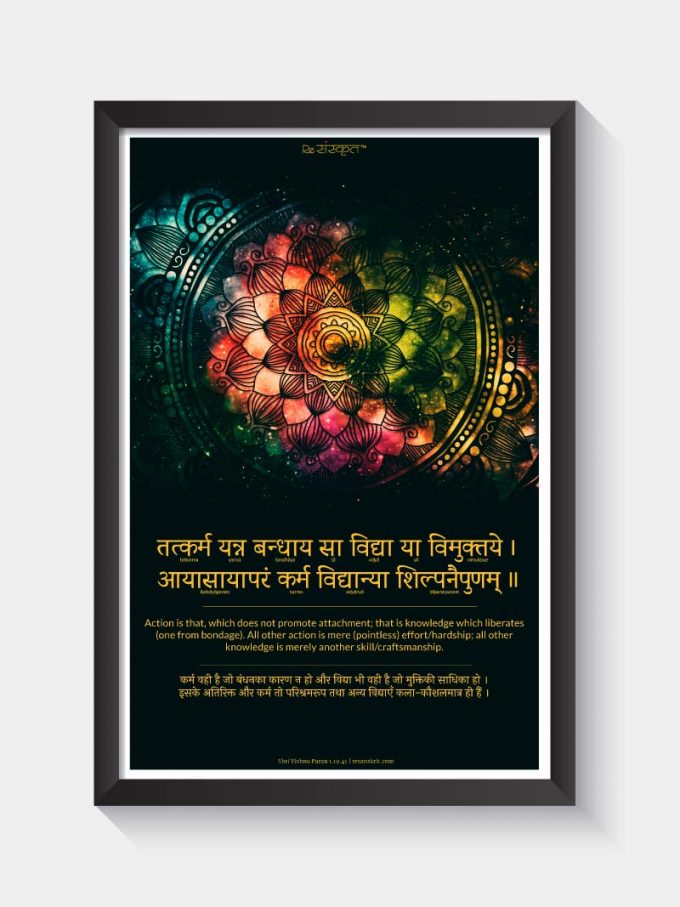 Re संस्कृत™
तत्कर्म यन्न बन्धाय सा विद्या या विमुक्तये ।
आयासायापरं कर्म विद्यान्या शिल्पनैपुणम् ॥
Action is that, which does not promote attachment; that is knowledge which liberates
(one from bondage). All other action is mere (pointless) effort/hardship; all other
knowledge is merely another skill/craftsmanship.
कर्म वही है जो बंधनका कारण न हो और विद्या भी वही है जो मुक्तिकी साधिका हो ।
इसके अतिरिक्त और कर्म तो परिश्रमरूप तथा अन्य विद्याएँ कला-कौशलमात्र ही हैं ।
Shri Vishnu Puran 1.19.41 | resanskrit.com